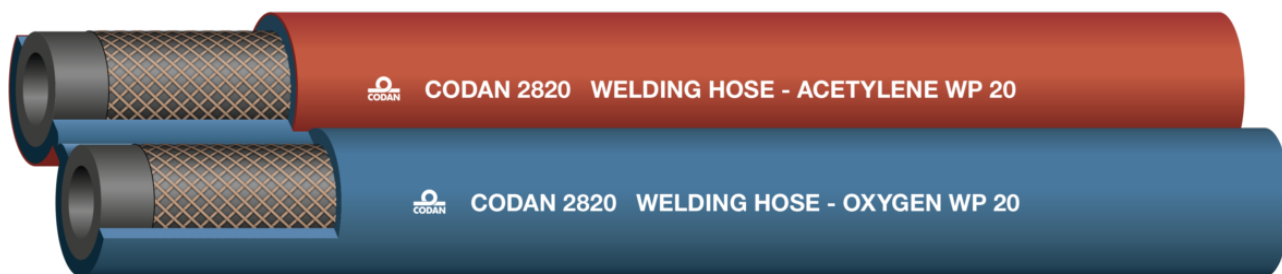 CODAN CODAN 2820 WELDING HOSE - ACETYLENE WP 20
CODAN CODAN 2820 WELDING HOSE - OXYGEN WP 20